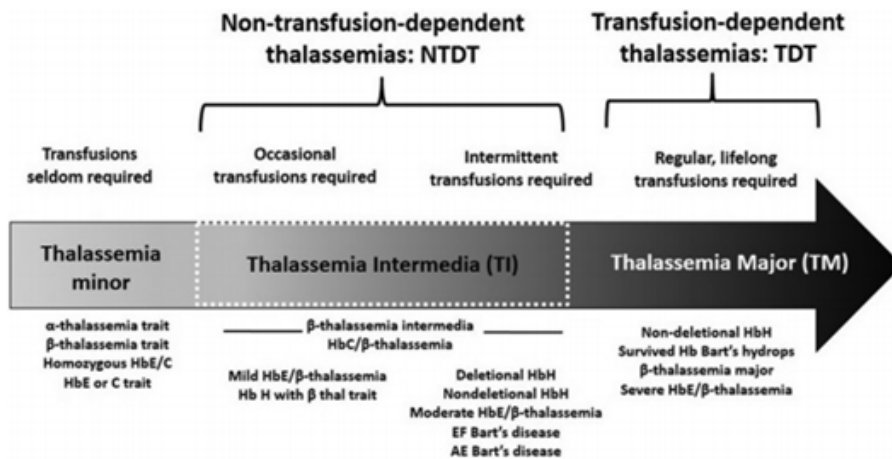 Non-transfusion-dependent
thalassemias: NTDT
Transfusion-dependent
thalassemias: TDT
Transfusions
seldom required
Occasional
transfusions required
Intermittent
transfusions required
Regular, lifelong
transfusions required
Thalassemia
minor
Thalassemia Intermedia (TI)
Thalassemia Major (TM)
α-thalassemia trait
β-thalassemia trait
Homozygous HbE/C
HbE or C trait
β-thalassemia intermedia
HbC/β-thalassemia
Mild HbE/β-thalassemia
Hb H with β thal trait
Deletional HbH
Nondeletional HbH
Moderate HbE/β-thalassemia
EF Bart's disease
AE Bart's disease
Non-deletional HbH
Survived Hb Bart's hydrops
β-thalassemia major
Severe HbE/β-thalassemia